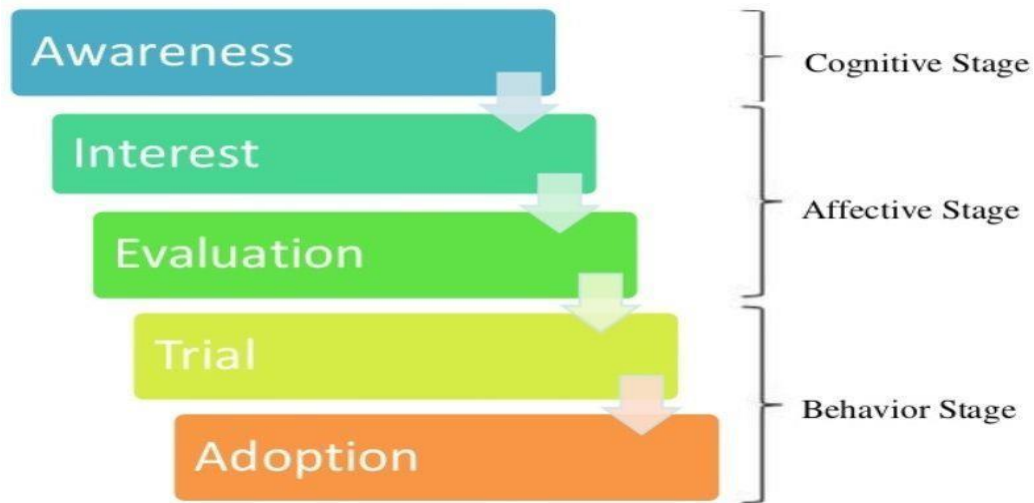 Awareness
Cognitive Stage
Interest
Affective Stage
Evaluation
Trial
Behavior Stage
Adoption